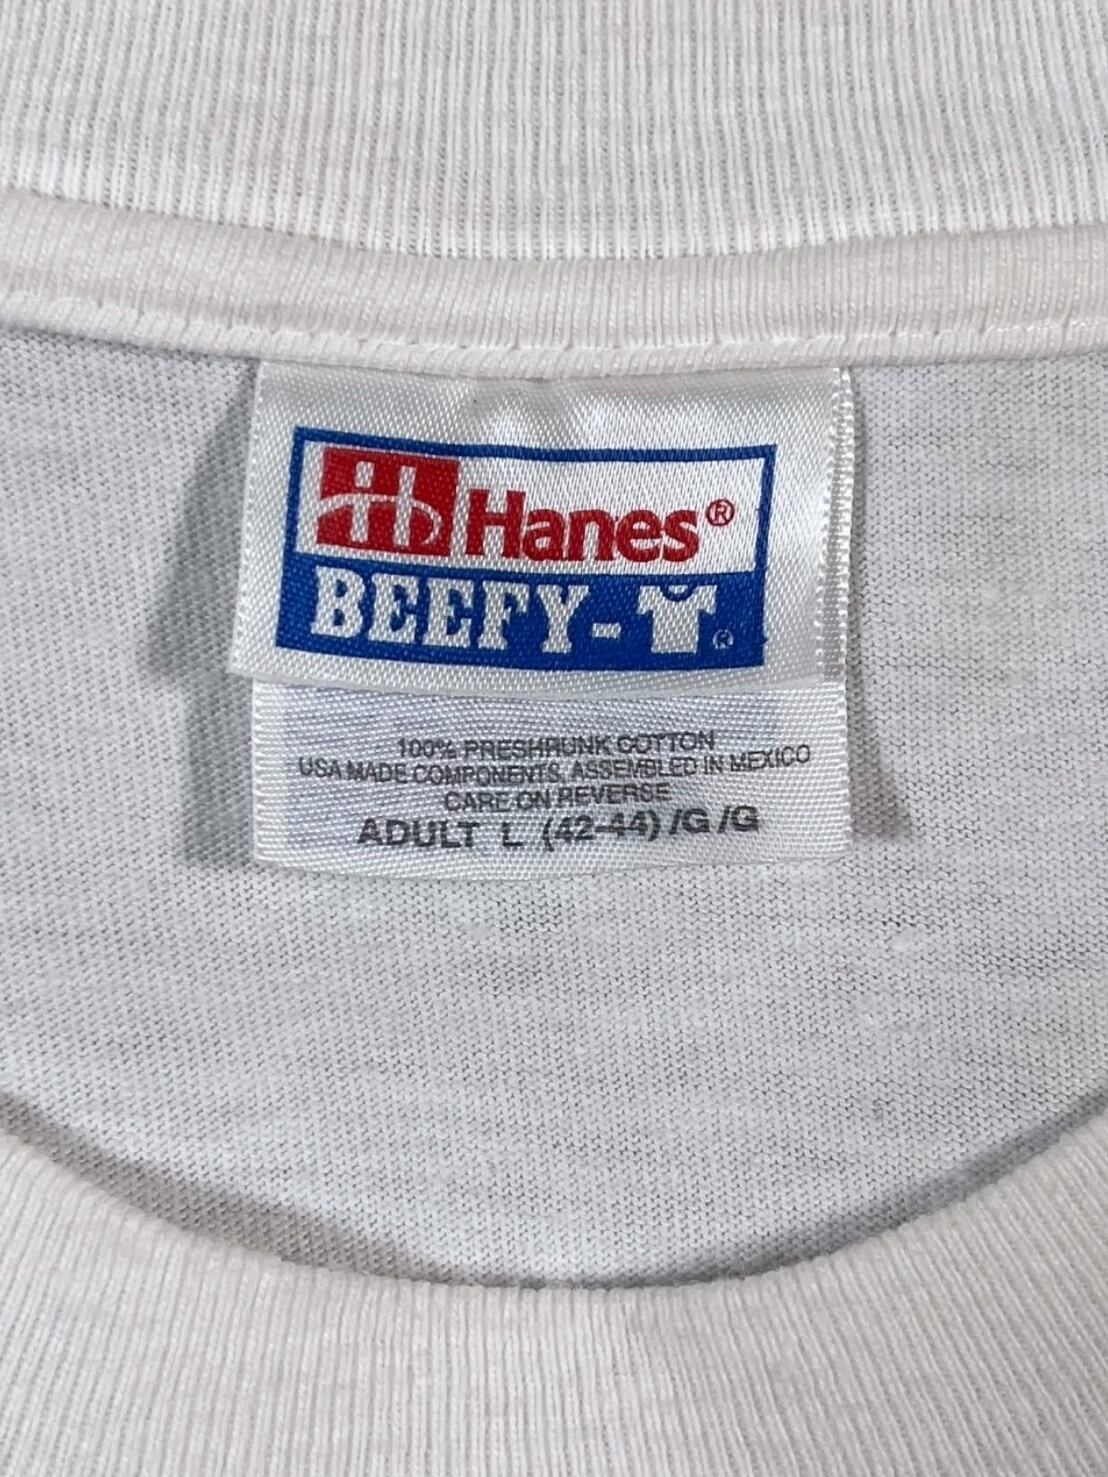 Hanes®
BEEFY-T®
100% PRESHRUNK COTTON
USA MADE COMPONENTS, ASSEMBLED IN MEXICO
CARE ON REVERSE
ADULT L (42-44) /G /G